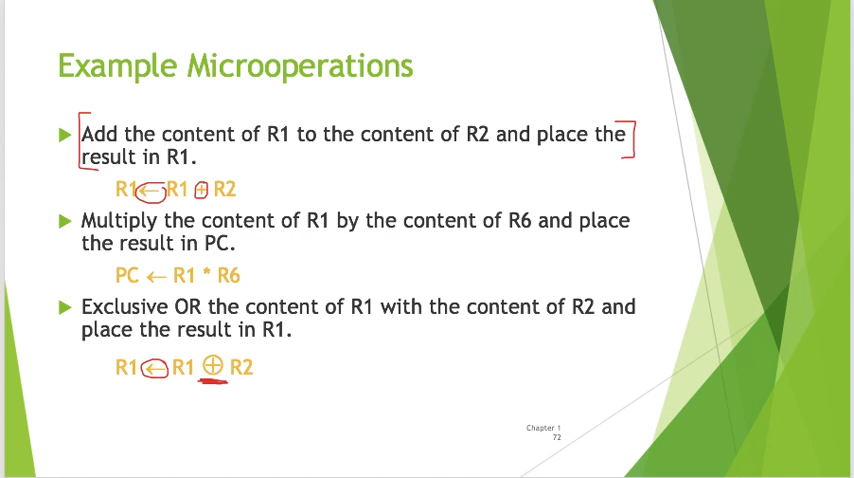 Example Microoperations
Add the content of R1 to the content of R2 and place the
result in R1.
R1 ← R1 + R2
Multiply the content of R1 by the content of R6 and place
the result in PC.
PC ← R1 * R6
Exclusive OR the content of R1 with the content of R2 and
place the result in R1.
R1 ← R1 ⊕ R2
Chapter 1
72